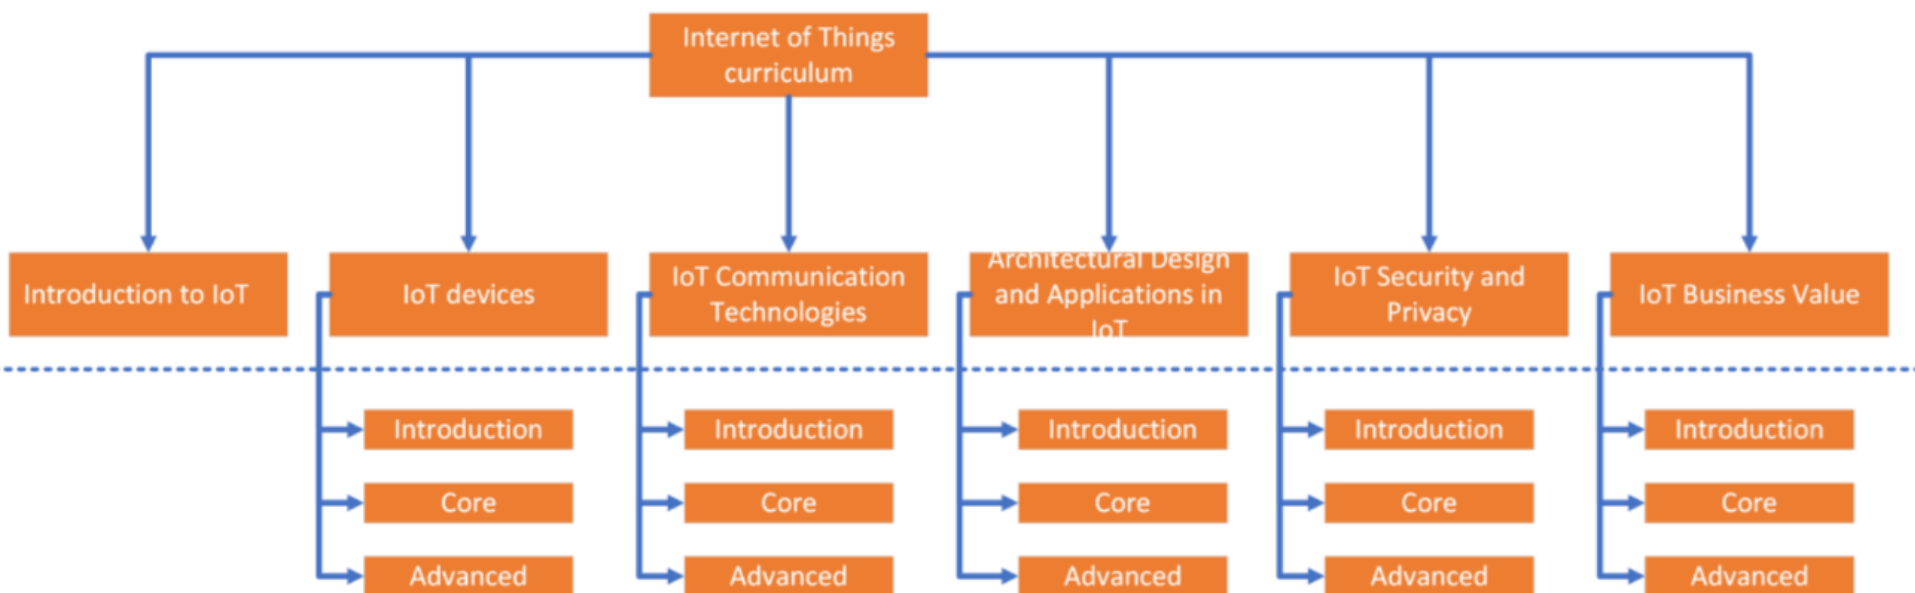 Internet of Things
curriculum
Introduction to IoT
IoT devices
IoT Communication
Technologies
Architectural Design
and Applications in
IoT
IoT Security and
Privacy
IoT Business Value
Introduction
Introduction
Introduction
Introduction
Introduction
Core
Core
Core
Core
Core
Advanced
Advanced
Advanced
Advanced
Advanced